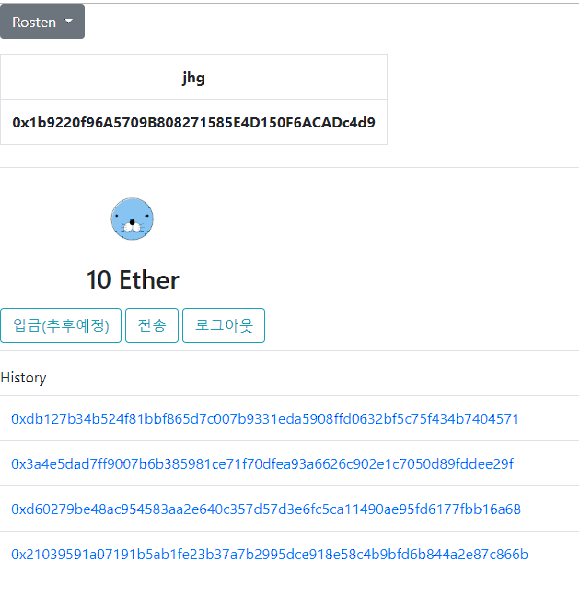 Rosten
jhg
0x1b9220f96A5709B808271585E4D150F6ACADc4d9
10 Ether
입금(추후예정) 전송 로그아웃
History
0xdb127b34b524f81bbf865d7c007b9331eda5908ffd0632bf5c75f434b7404571
0x3a4e5dad7ff9007b6b385981ce71f70dfea93a6626c902e1c7050d89fddee29f
0xd60279be48ac954583aa2e640c357d57d3e6fc5ca11490ae95fd6177fbb16a68
0x21039591a07191b5ab1fe23b37a7b2995dce918e58c4b9bfd6b844a2e87c866b